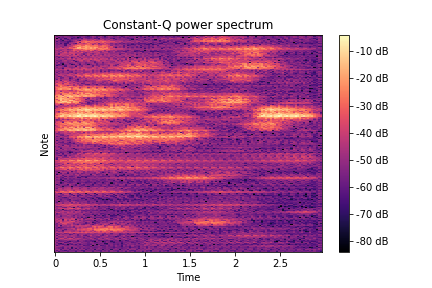 Constant-Q power spectrum
Note
-10 dB
-20 dB
-30 dB
-40 dB
-50 dB
-60 dB
-70 dB
-80 dB
0 0.5 1 1.5 2 2.5
Time